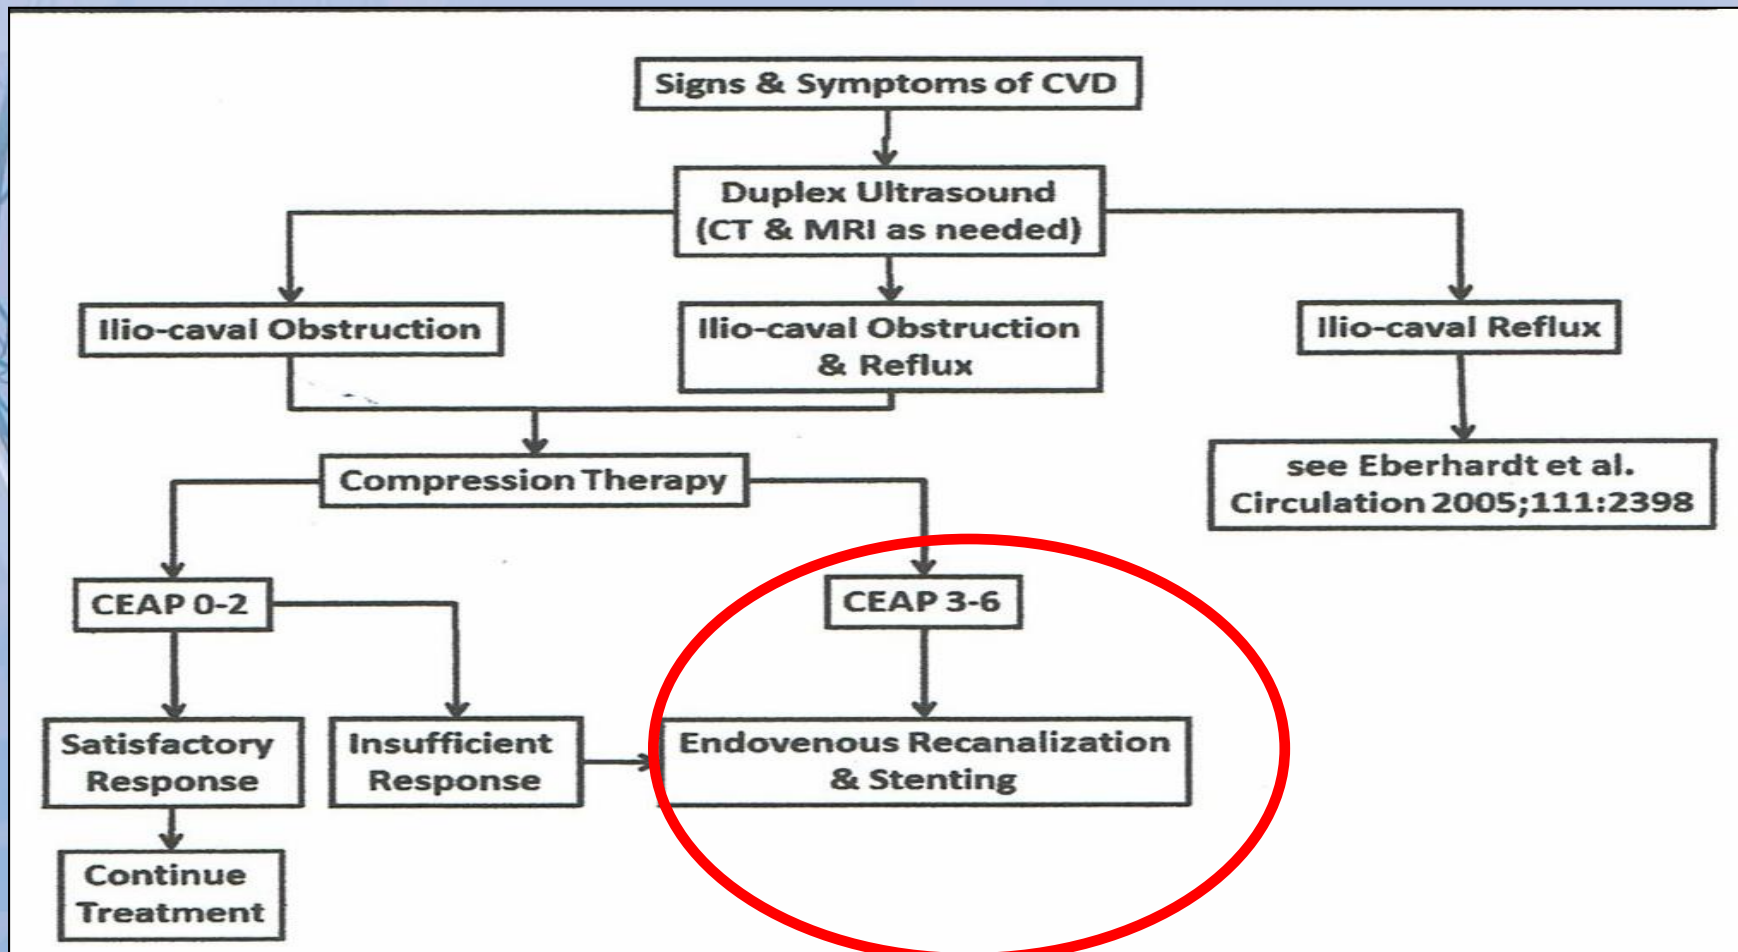 Signs & Symptoms of CVD
Duplex Ultrasound
(CT & MRI as needed)
Ilio-caval Obstruction
Ilio-caval Obstruction
& Reflux
Ilio-caval Reflux
see Eberhardt et al.
Circulation 2005;111:2398
Compression Therapy
CEAP 0-2
CEAP 3-6
Satisfactory
Response
Insufficient
Response
Endovenous Recanalization
& Stenting
Continue
Treatment